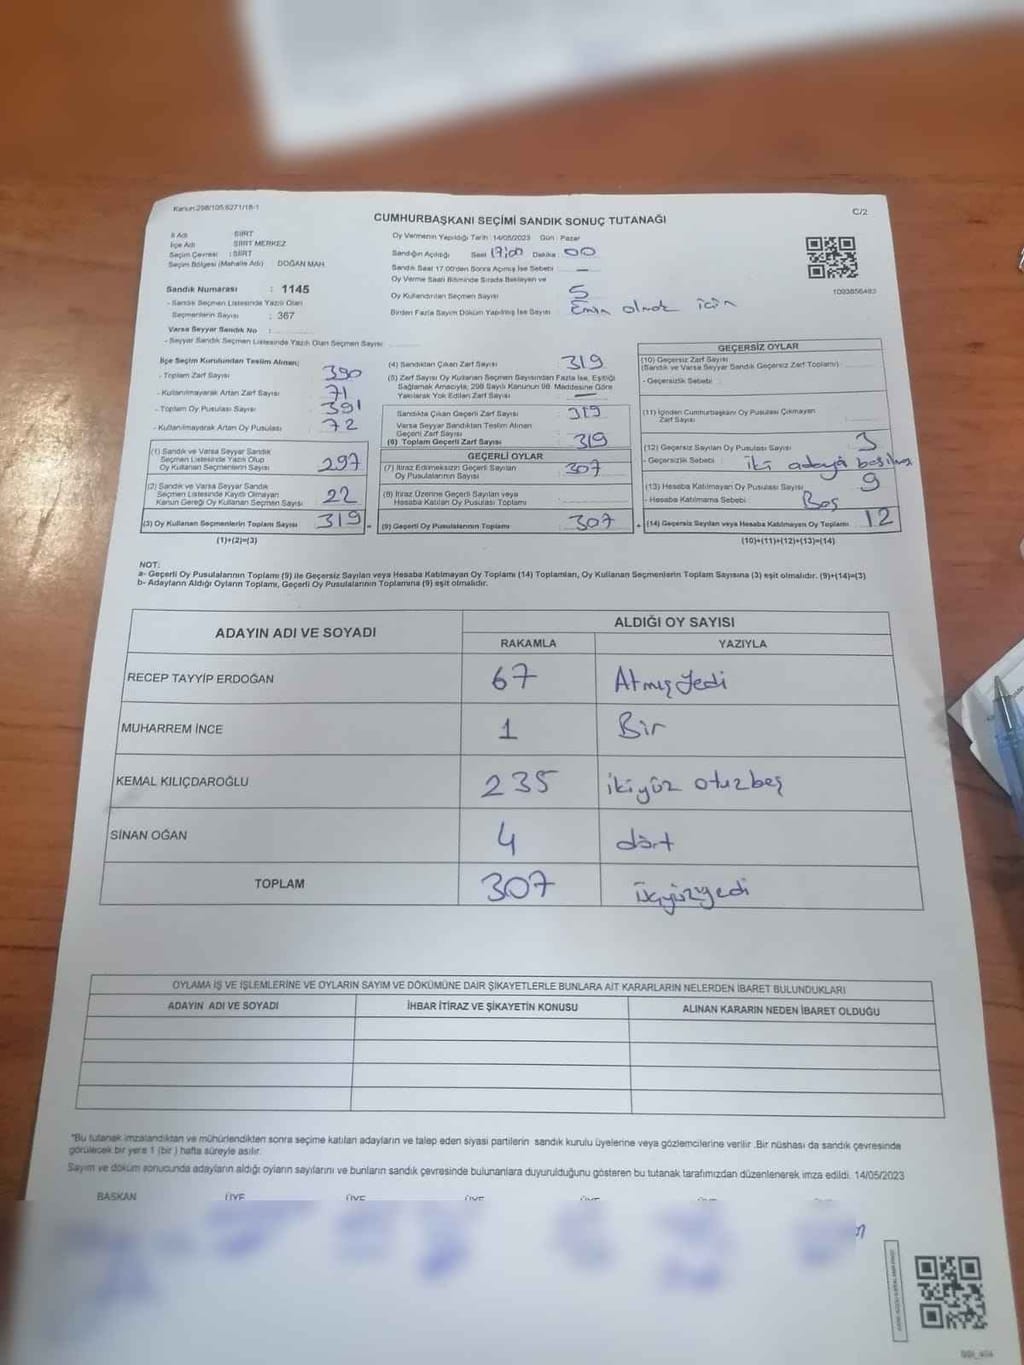 Kanun:298/105,6271/18-1
C/2
CUMHURBAŞKANI SEÇİMİ SANDIK SONUÇ TUTANAĞI
İl Adı : SİİRT
İlçe Adı : SİİRT MERKEZ
Seçim Çevresi : SİİRT
Seçim Bölgesi (Mahalle Adı) : DOĞAN MAH.
Sandık Numarası : 1145
- Sandık Seçmen Listesinde Yazılı Olan
Seçmenlerin Sayısı : 367
Varsa Seyyar Sandık No :
- Seyyar Sandık Seçmen Listesinde Yazılı Olan Seçmen Sayısı
Oy Vermenin Yapıldığı Tarih: 14/05/2023 Gün : Pazar
Sandığın Açıldığı Saat 17:00 Dakika : 00
Sandık Saat 17.00'den Sonra Açılmış İse Sebebi —
Oy Verme Saati Bitiminde Sırada Bekleyen ve
Oy Kullandırılan Seçmen Sayısı 5
Birden Fazla Sayım Döküm Yapılmış İse Sayısı Emin olmak için
1093856483
İlçe Seçim Kurulundan Teslim Alınan;
- Toplam Zarf Sayısı 390
- Kullanılmayarak Artan Zarf Sayısı 71
- Toplam Oy Pusulası Sayısı 391
- Kullanılmayarak Artan Oy Pusulası 72
(1) Sandık ve Varsa Seyyar Sandık
Seçmen Listesinde Yazılı Olup
Oy Kullanan Seçmenlerin Sayısı 297
(2) Sandık ve Varsa Seyyar Sandık
Seçmen Listesinde Kayıtlı Olmayan
Kanun Gereği Oy Kullanan Seçmen Sayısı 22
(3) Oy Kullanan Seçmenlerin Toplam Sayısı 319
(1)+(2)=(3)
(4) Sandıktan Çıkan Zarf Sayısı 319
(5) Zarf Sayısı Oy Kullanan Seçmen Sayısından Fazla İse, Eşitliği
Sağlamak Amacıyla, 298 Sayılı Kanunun 98. Maddesine Göre
Yakılarak Yok Edilen Zarf Sayısı —
Sandıkta Çıkan Geçerli Zarf Sayısı 319
Varsa Seyyar Sandıktan Teslim Alınan
Geçerli Zarf Sayısı
(6) Toplam Geçerli Zarf Sayısı 319
GEÇERLİ OYLAR
(7) İtiraz Edilmeksizin Geçerli Sayılan
Oy Pusulalarının Toplamı 307
(8) İtiraz Üzerine Geçerli Sayılan veya
Hesaba Katılan Oy Pusulası Toplamı
= (9) Geçerli Oy Pusulalarının Toplamı 307
GEÇERSİZ OYLAR
(10) Geçersiz Zarf Sayısı
(Sandık ve Varsa Seyyar Sandık Geçersiz Zarf Toplamı)
- Geçersizlik Sebebi
(11) İçinden Cumhurbaşkanı Oy Pusulası Çıkmayan
Zarf Sayısı
(12) Geçersiz Sayılan Oy Pusulası Sayısı 3
- Geçersizlik Sebebi : iki adaya basılmış
(13) Hesaba Katılmayan Oy Pusulası Sayısı 9
- Hesaba Katılmama Sebebi : Boş
+ (14) Geçersiz Sayılan veya Hesaba Katılmayan Oy Toplamı 12
(10)+(11)+(12)+(13)=(14)
NOT:
a- Geçerli Oy Pusulalarının Toplamı (9) ile Geçersiz Sayılan veya Hesaba Katılmayan Oy Toplamı (14) Toplamları, Oy Kullanan Seçmenlerin Toplam Sayısına (3) eşit olmalıdır. (9)+(14)=(3)
b- Adayların Aldığı Oyların Toplamı, Geçerli Oy Pusulalarının Toplamına (9) eşit olmalıdır.
ADAYIN ADI VE SOYADI
ALDIĞI OY SAYISI
RAKAMLA YAZIYLA
RECEP TAYYİP ERDOĞAN 67 Atmış yedi
MUHARREM İNCE 1 Bir
KEMAL KILIÇDAROĞLU 235 ikiyüz otuzbeş
SİNAN OĞAN 4 dört
TOPLAM 307 üçyüzyedi
OYLAMA İŞ VE İŞLEMLERİNE VE OYLARIN SAYIM VE DÖKÜMÜNE DAİR ŞİKAYETLERLE BUNLARA AİT KARARLARIN NELERDEN İBARET BULUNDUKLARI
ADAYIN ADI VE SOYADI İHBAR İTİRAZ VE ŞİKAYETİN KONUSU ALINAN KARARIN NEDEN İBARET OLDUĞU
*Bu tutanak imzalandıktan ve mühürlendikten sonra seçime katılan adayların ve talep eden siyasi partilerin sandık kurulu üyelerine veya gözlemcilerine verilir. Bir nüshası da sandık çevresinde
görülecek bir yere 1 (bir) hafta süreyle asılır.
Sayım ve döküm sonucunda adayların aldığı oyların sayılarını ve bunların sandık çevresinde bulunanlara duyurulduğunu gösteren bu tutanak tarafımızdan düzenlenerek imza edildi. 14/05/2023
BAŞKAN ÜYE ÜYE ÜYE ÜYE